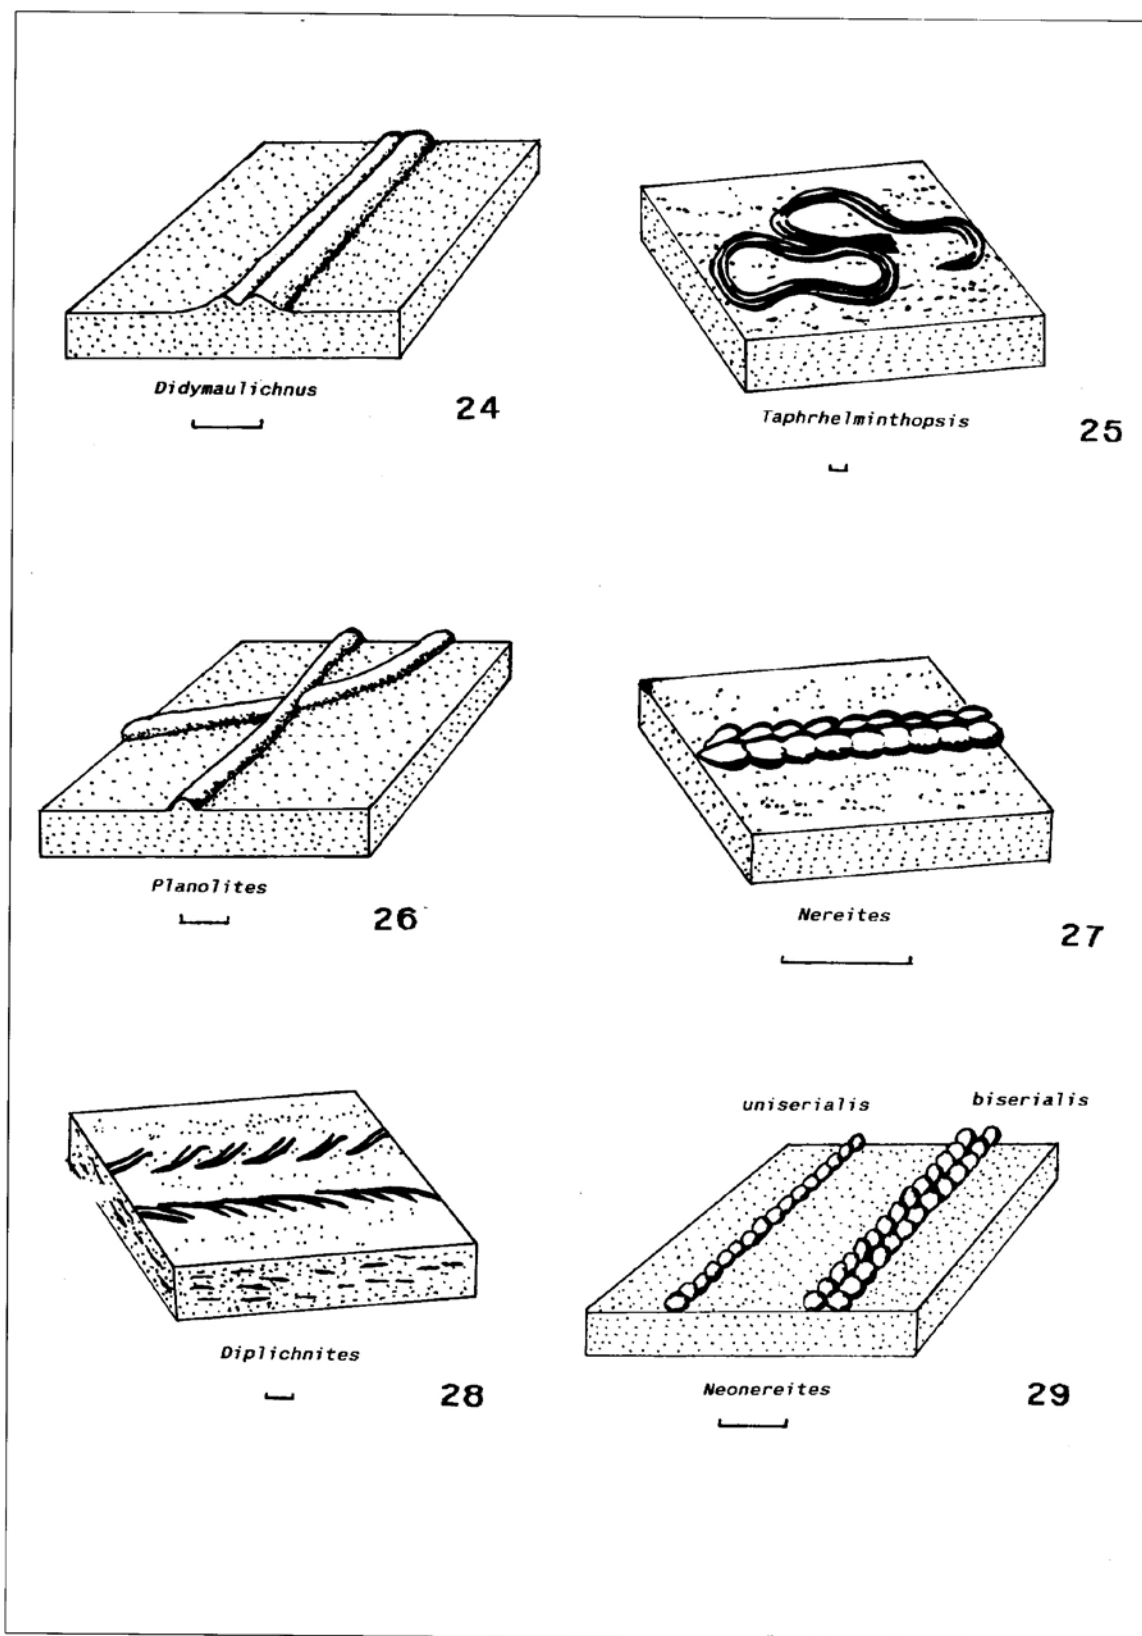 Didymaulichnus
24
Taphrhelminthopsis
25
Planolites
26
Nereites
27
Diplichnites
28
uniserialis
biserialis
Neonereites
29